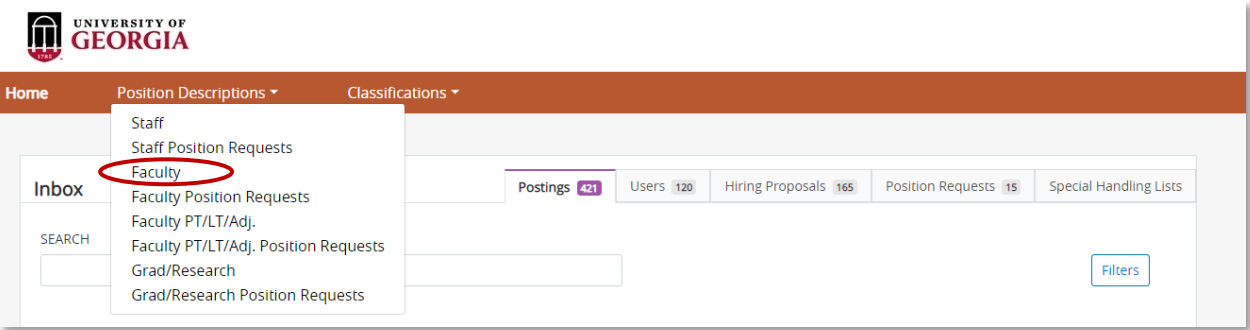 UNIVERSITY OF
GEORGIA
1785
Home Position Descriptions Classifications
Staff
Staff Position Requests
Faculty
Faculty Position Requests
Faculty PT/LT/Adj.
Faculty PT/LT/Adj. Position Requests
Grad/Research
Grad/Research Position Requests
Inbox
Postings 421 Users 120 Hiring Proposals 165 Position Requests 15 Special Handling Lists
SEARCH
Filters